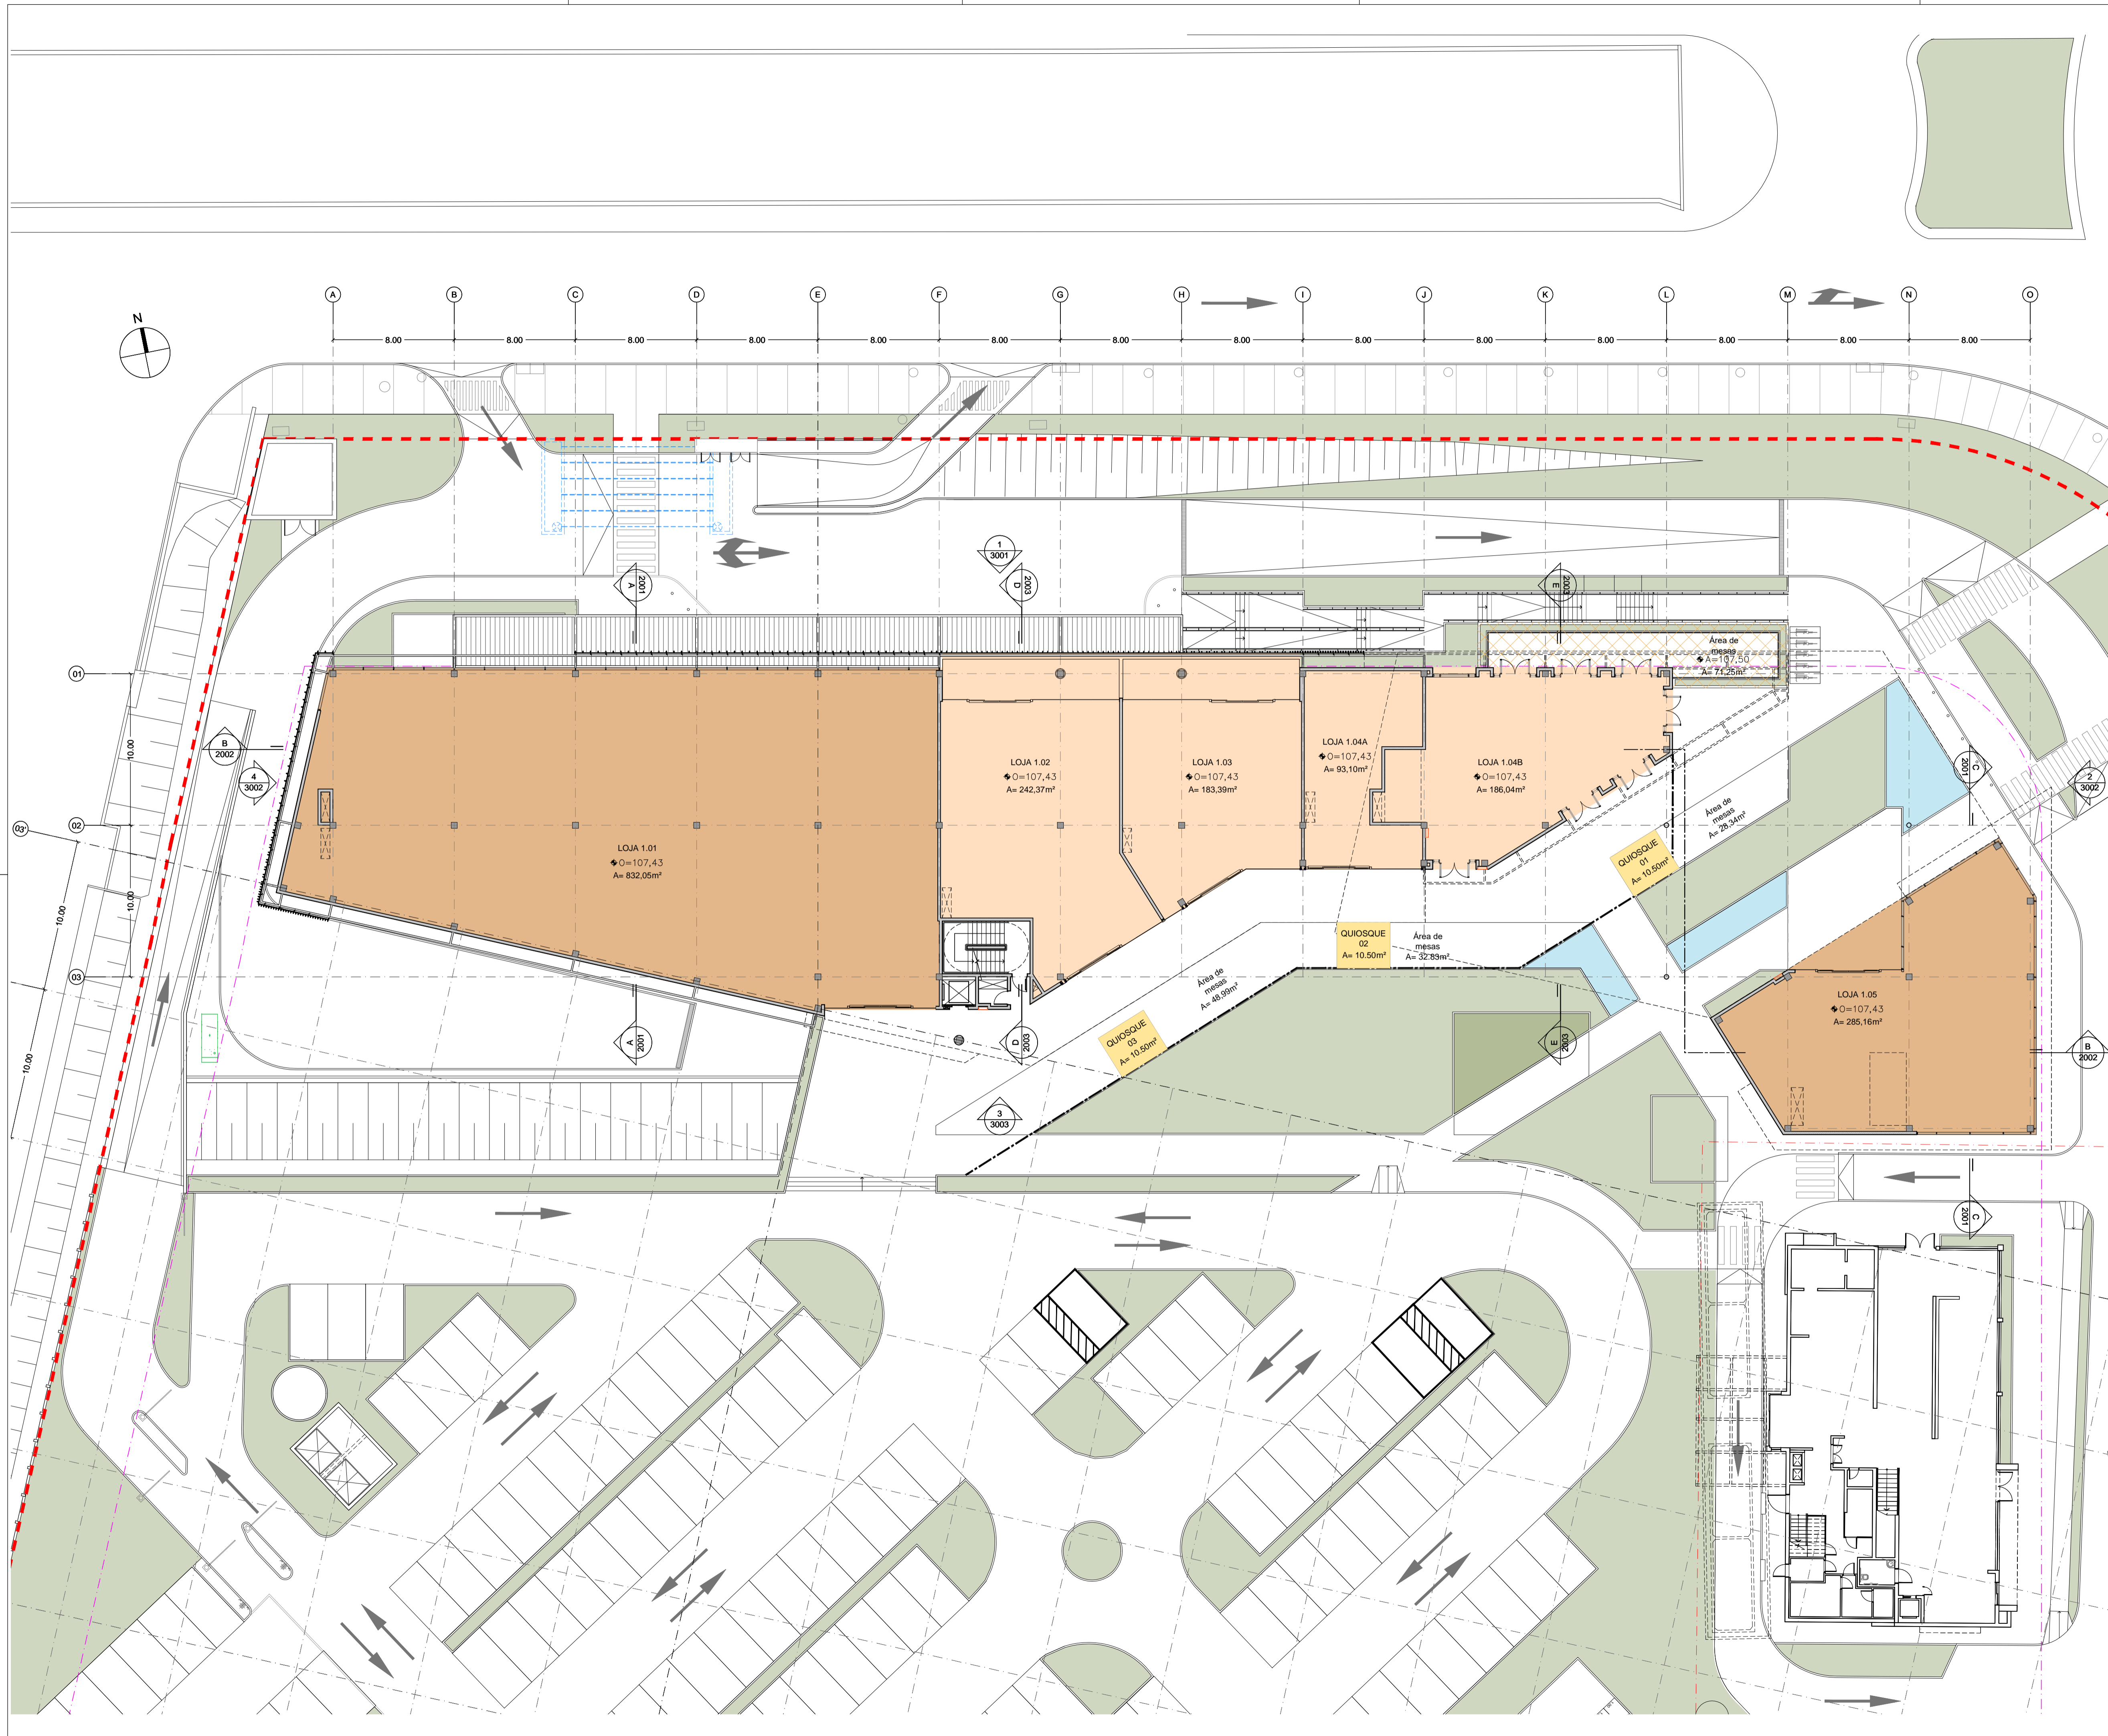 A B C D E F G H I J K L M N O
N
8.00 8.00 8.00 8.00 8.00 8.00 8.00 8.00 8.00 8.00 8.00 8.00 8.00 8.00
1
3001
A
2001
D
2003
E
2003
Área de
mesas
A=107,50
A= 71,25m²
01
10.00
B
2002
4
3002
LOJA 1.02
O=107,43
A= 242,37m²
LOJA 1.03
O=107,43
A= 183,39m²
LOJA 1.04A
O=107,43
A= 93,10m²
LOJA 1.04B
O=107,43
A= 186,04m²
C
2001
2
3002
Área de
mesas
A= 28,34m²
03'
02
LOJA 1.01
O=107,43
A= 832,05m²
QUIOSQUE
01
A= 10.50m²
10.00
10.00
QUIOSQUE
02
A= 10.50m²
Área de
mesas
A= 32.83m²
03
Área de
mesas
A= 48,99m²
LOJA 1.05
O=107,43
A= 285,16m²
10.00
A
2001
D
2003
QUIOSQUE
03
A= 10.50m²
E
2003
B
2002
3
3003
C
2001